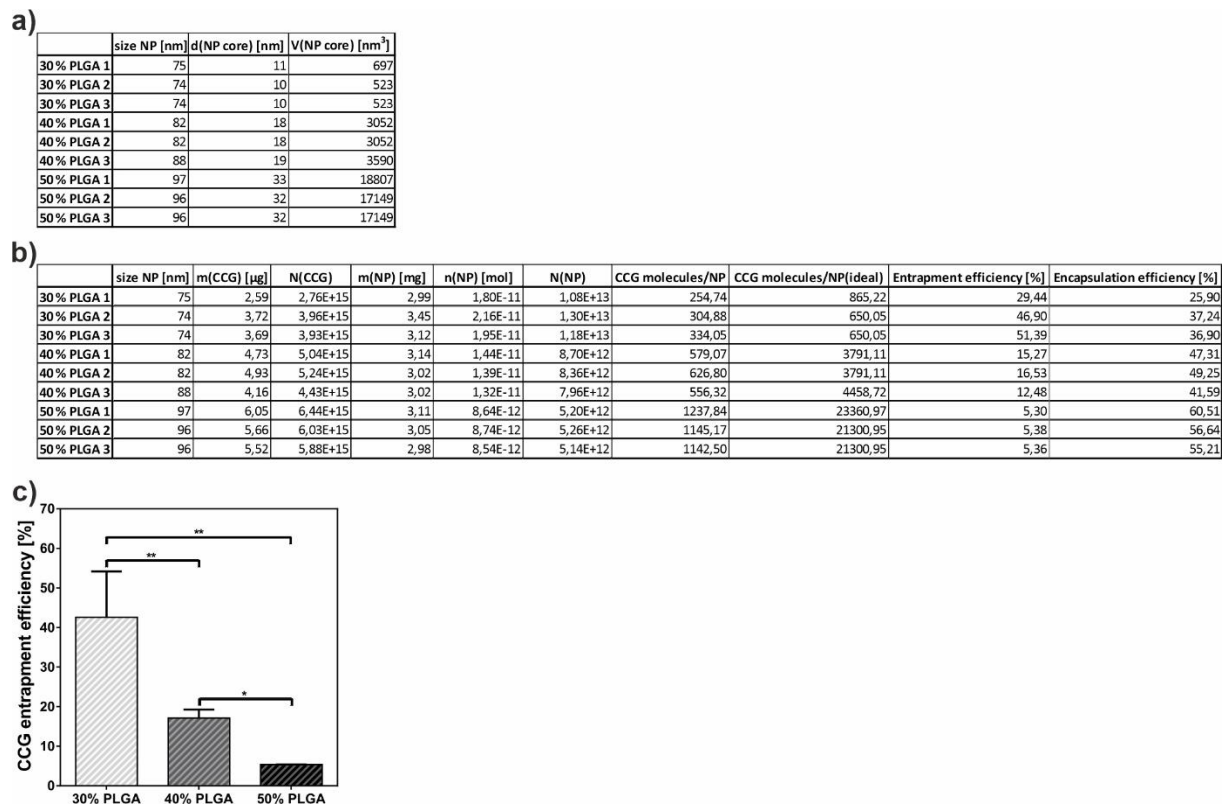 a)
size NP [nm] d(NP core) [nm] V(NP core) [nm³]
30 % PLGA 1 75 11 697
30 % PLGA 2 74 10 523
30 % PLGA 3 74 10 523
40 % PLGA 1 82 18 3052
40 % PLGA 2 82 18 3052
40 % PLGA 3 88 19 3590
50 % PLGA 1 97 33 18807
50 % PLGA 2 96 32 17149
50 % PLGA 3 96 32 17149
b)
size NP [nm] m(CCG) [µg] N(CCG) m(NP) [mg] n(NP) [mol] N(NP) CCG molecules/NP CCG molecules/NP(ideal) Entrapment efficiency [%] Encapsulation efficiency [%]
30 % PLGA 1 75 2,59 2,76E+15 2,99 1,80E-11 1,08E+13 254,74 865,22 29,44 25,90
30 % PLGA 2 74 3,72 3,96E+15 3,45 2,16E-11 1,30E+13 304,88 650,05 46,90 37,24
30 % PLGA 3 74 3,69 3,93E+15 3,12 1,95E-11 1,18E+13 334,05 650,05 51,39 36,90
40 % PLGA 1 82 4,73 5,04E+15 3,14 1,44E-11 8,70E+12 579,07 3791,11 15,27 47,31
40 % PLGA 2 82 4,93 5,24E+15 3,02 1,39E-11 8,36E+12 626,80 3791,11 16,53 49,25
40 % PLGA 3 88 4,16 4,43E+15 3,02 1,32E-11 7,96E+12 556,32 4458,72 12,48 41,59
50 % PLGA 1 97 6,05 6,44E+15 3,11 8,64E-12 5,20E+12 1237,84 23360,97 5,30 60,51
50 % PLGA 2 96 5,66 6,03E+15 3,05 8,74E-12 5,26E+12 1145,17 21300,95 5,38 56,64
50 % PLGA 3 96 5,52 5,88E+15 2,98 8,54E-12 5,14E+12 1142,50 21300,95 5,36 55,21
c)
CCG entrapment efficiency [%]
70
60
50
40
30
20
10
0
**
**
*
30% PLGA 40% PLGA 50% PLGA